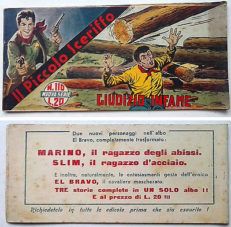 Il Piccolo Sceriffo
N. 116
NUOVA SERIE
L. 20
GIUDIZIO INFAME
Due nuovi personaggi nell'albo
El Bravo, completamente trasformato:
MARINO, il ragazzo degli abissi.
SLIM, il ragazzo d'acciaio.
E inoltre, naturalmente, le entusiasmanti gesta dell'eroico
EL BRAVO, il cavaliere mascherato.
TRE storie complete in UN SOLO albo !!
E al prezzo di L. 20 !!!
Richiedetelo in tutte le edicole prima che sia esaurito !